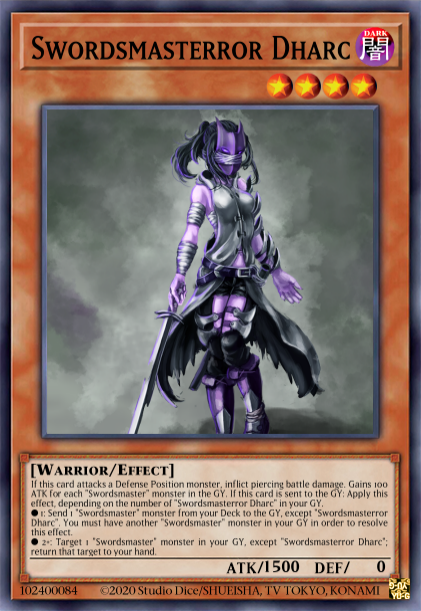 Swordsmasterror Dharc
DARK
闇
[Warrior/Effect]
If this card attacks a Defense Position monster, inflict piercing battle damage. Gains 100
ATK for each "Swordsmaster" monster in the GY. If this card is sent to the GY: Apply this
effect, depending on the number of "Swordsmasterror Dharc" in your GY.
● 1: Send 1 "Swordsmaster" monster from your Deck to the GY, except "Swordsmasterror
Dharc". You must have another "Swordsmaster" monster in your GY in order to resolve
this effect.
● 2+: Target 1 "Swordsmaster" monster in your GY, except "Swordsmasterror Dharc";
return that target to your hand.
ATK/1500 DEF/ 0
102400084 ©2020 Studio Dice/SHUEISHA, TV TOKYO, KONAMI